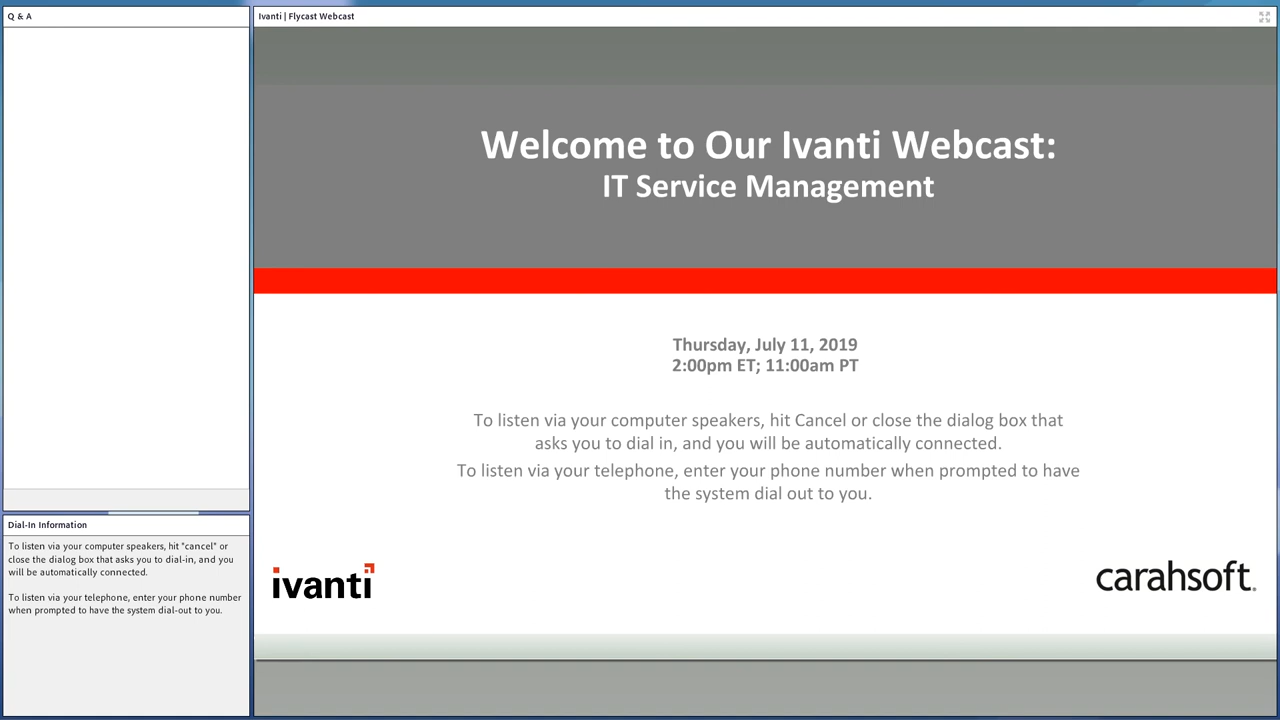 Q & A
Ivanti | Flycast Webcast
Welcome to Our Ivanti Webcast:
IT Service Management
Thursday, July 11, 2019
2:00pm ET; 11:00am PT
To listen via your computer speakers, hit Cancel or close the dialog box that
asks you to dial in, and you will be automatically connected.
To listen via your telephone, enter your phone number when prompted to have
the system dial out to you.
ivanti
carahsoft.
Dial-In Information
To listen via your computer speakers, hit "cancel" or
close the dialog box that asks you to dial-in, and you
will be automatically connected.
To listen via your telephone, enter your phone number
when prompted to have the system dial-out to you.